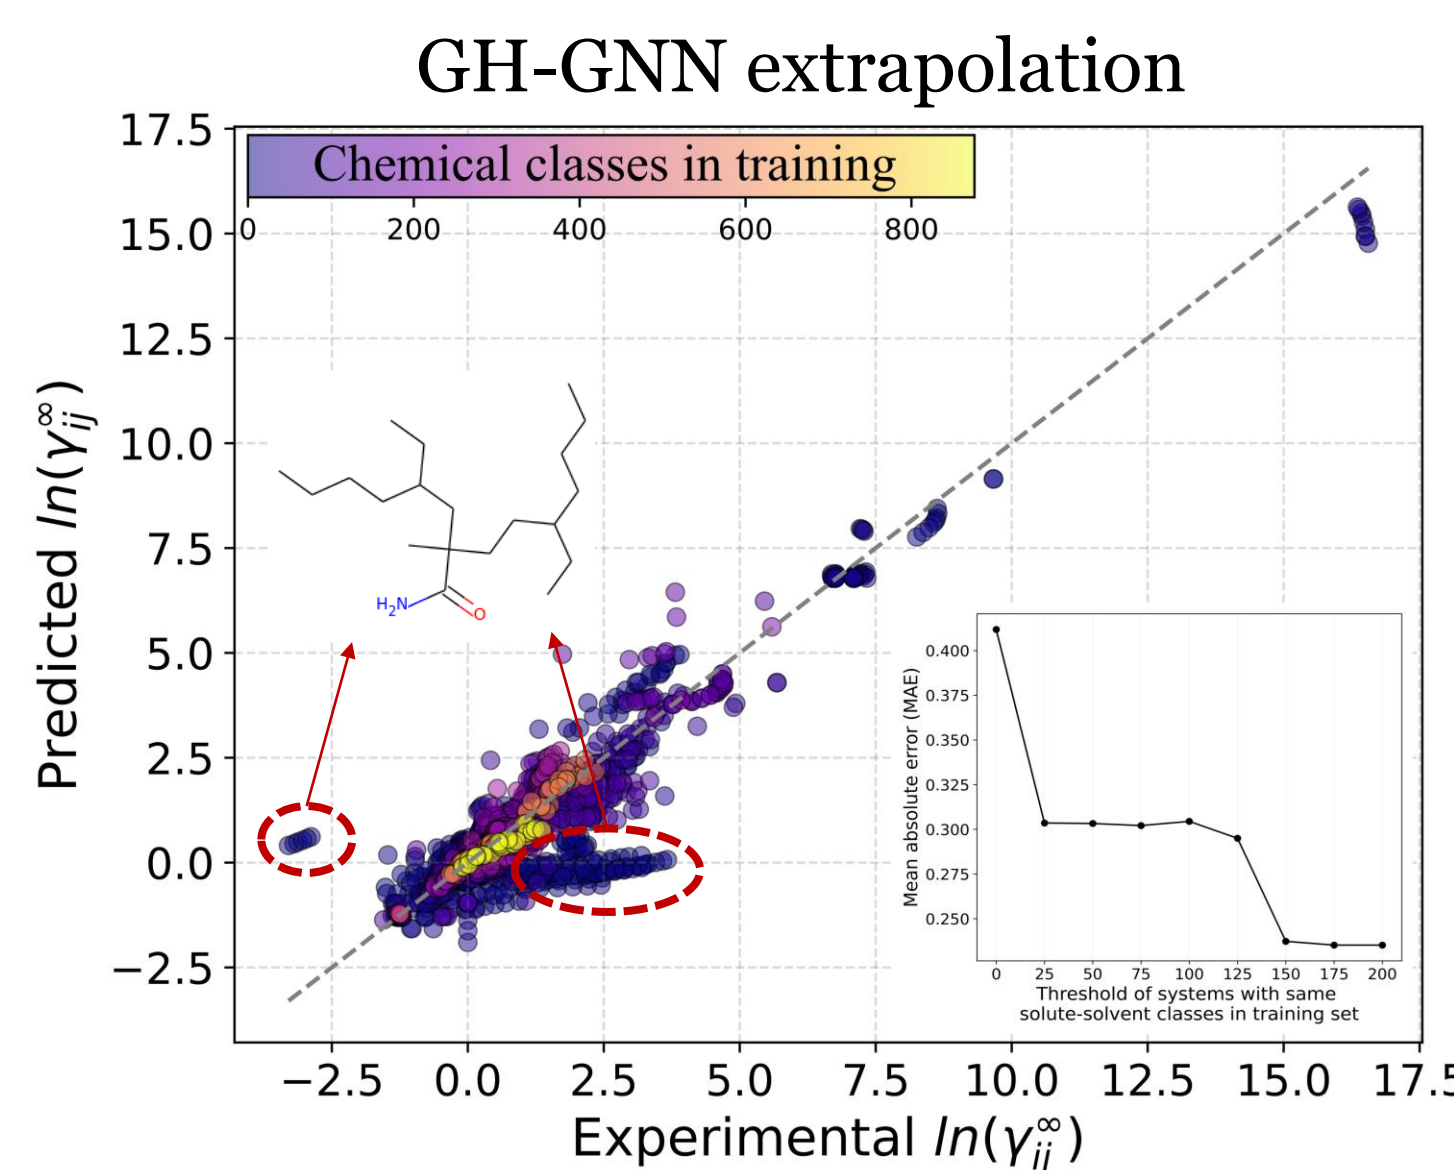 GH-GNN extrapolation
17.5
15.0
12.5
10.0
7.5
5.0
2.5
0.0
−2.5
Predicted ln(γ∞ij)
Chemical classes in training
0 200 400 600 800
H2N
O
0.400
0.375
0.350
0.325
0.300
0.275
0.250
Mean absolute error (MAE)
0 25 50 75 100 125 150 175 200
Threshold of systems with same
solute-solvent classes in training set
−2.5 0.0 2.5 5.0 7.5 10.0 12.5 15.0 17.5
Experimental ln(γ∞ij)